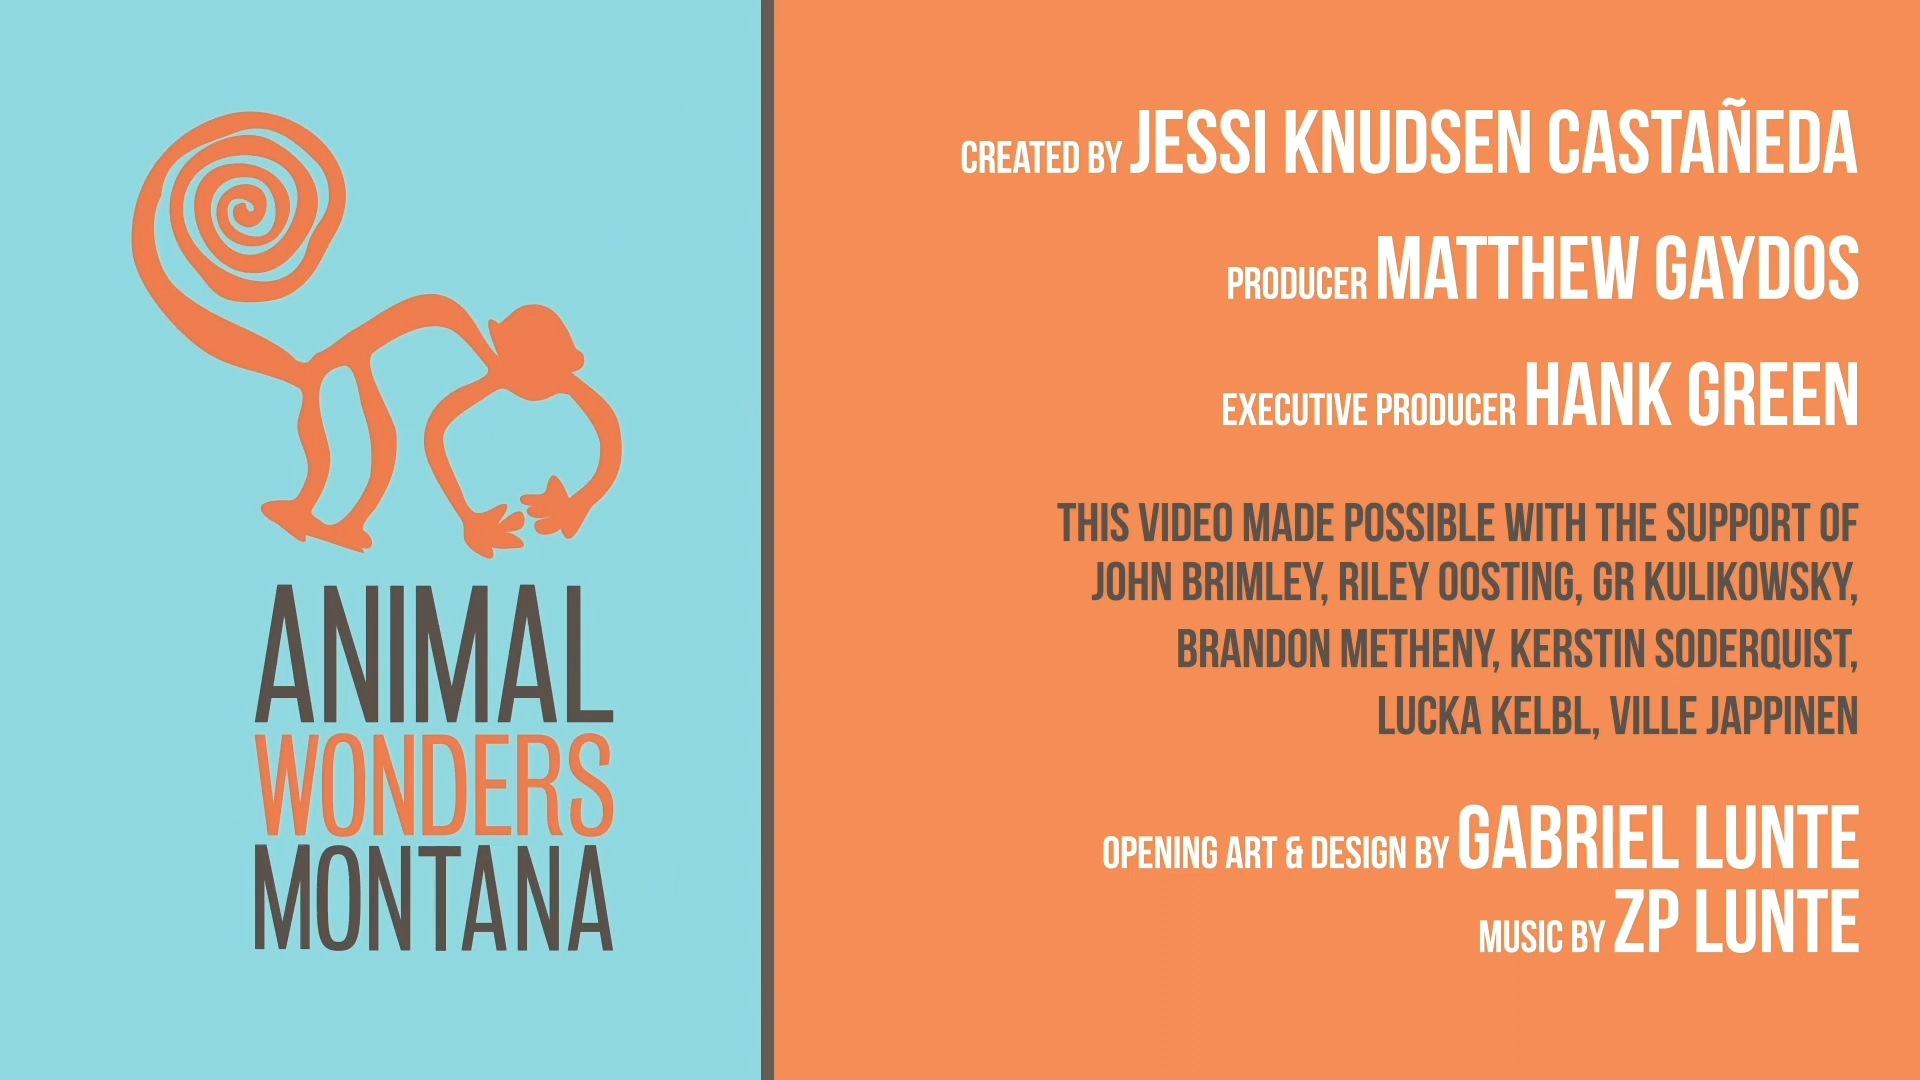 ANIMAL
WONDERS
MONTANA
CREATED BY JESSI KNUDSEN CASTAÑEDA
PRODUCER MATTHEW GAYDOS
EXECUTIVE PRODUCER HANK GREEN
THIS VIDEO MADE POSSIBLE WITH THE SUPPORT OF
JOHN BRIMLEY, RILEY OOSTING, GR KULIKOWSKY,
BRANDON METHENY, KERSTIN SODERQUIST,
LUCKA KELBL, VILLE JAPPINEN
OPENING ART & DESIGN BY GABRIEL LUNTE
MUSIC BY ZP LUNTE